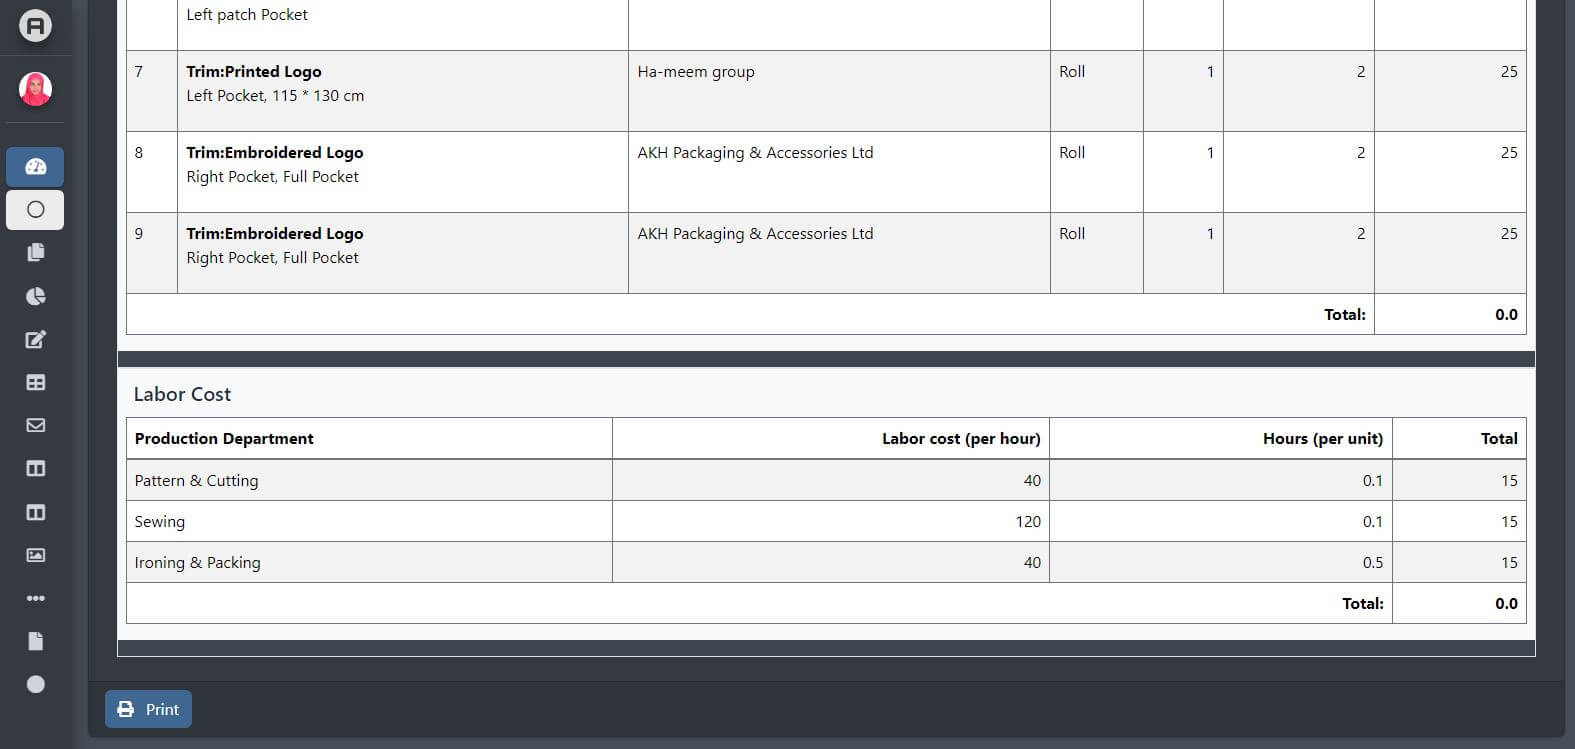 Left patch Pocket
7 Trim:Printed Logo Ha-meem group Roll 1 2 25
Left Pocket, 115 * 130 cm
8 Trim:Embroidered Logo AKH Packaging & Accessories Ltd Roll 1 2 25
Right Pocket, Full Pocket
9 Trim:Embroidered Logo AKH Packaging & Accessories Ltd Roll 1 2 25
Right Pocket, Full Pocket
Total: 0.0
Labor Cost
Production Department Labor cost (per hour) Hours (per unit) Total
Pattern & Cutting 40 0.1 15
Sewing 120 0.1 15
Ironing & Packing 40 0.5 15
Total: 0.0
Print